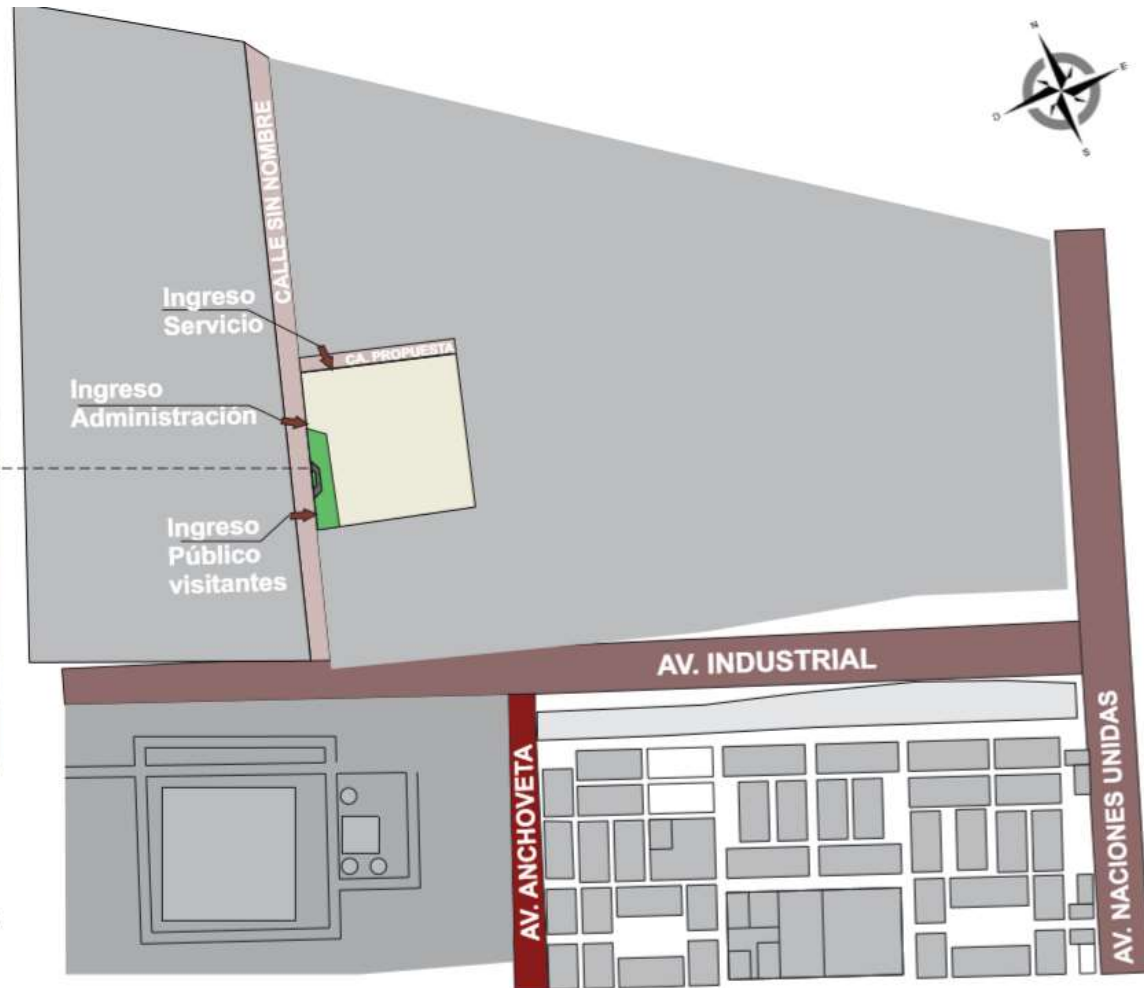 N
E
O
S
CALLE SIN NOMBRE
Ingreso
Servicio
CA. PROPUESTA
Ingreso
Administración
Ingreso
Público
visitantes
AV. INDUSTRIAL
AV. ANCHOVETA
AV. NACIONES UNIDAS